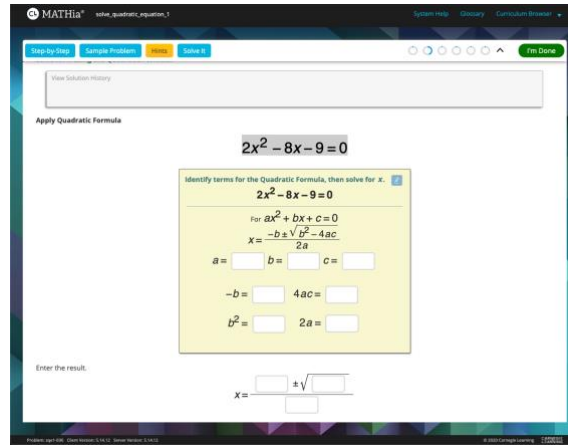 MATHia® solve_quadratic_equation_1 System Help Glossary Curriculum Browser
Step-by-Step Sample Problem Hints Solve It I'm Done
View Solution History
Apply Quadratic Formula
2x² – 8x – 9 = 0
Identify terms for the Quadratic Formula, then solve for x.
2x² – 8x – 9 = 0
For ax² + bx + c = 0
x = (-b ± √(b² – 4ac)) / 2a
a = b = c =
-b = 4ac =
b² = 2a =
Enter the result.
x = ± √